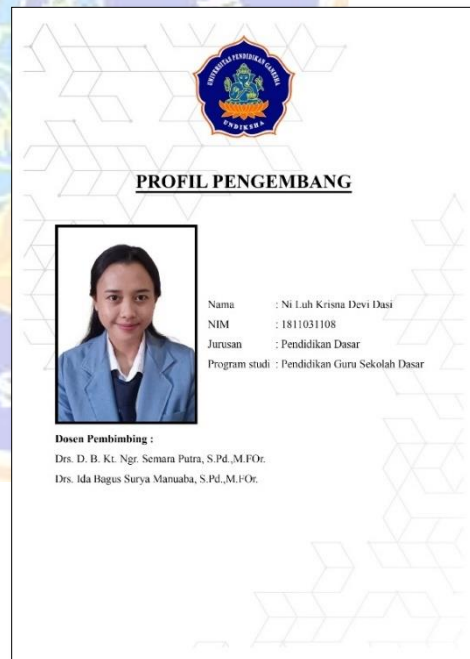 UNIVERSITAS PENDIDIKAN GANESHA
UNDIKSHA
PROFIL PENGEMBANG
Nama : Ni Luh Krisna Devi Dasi
NIM : 1811031108
Jurusan : Pendidikan Dasar
Program studi : Pendidikan Guru Sekolah Dasar
Dosen Pembimbing :
Drs. D. B. Kt. Ngr. Semara Putra, S.Pd.,M.FOr.
Drs. Ida Bagus Surya Manuaba, S.Pd.,M.FOr.